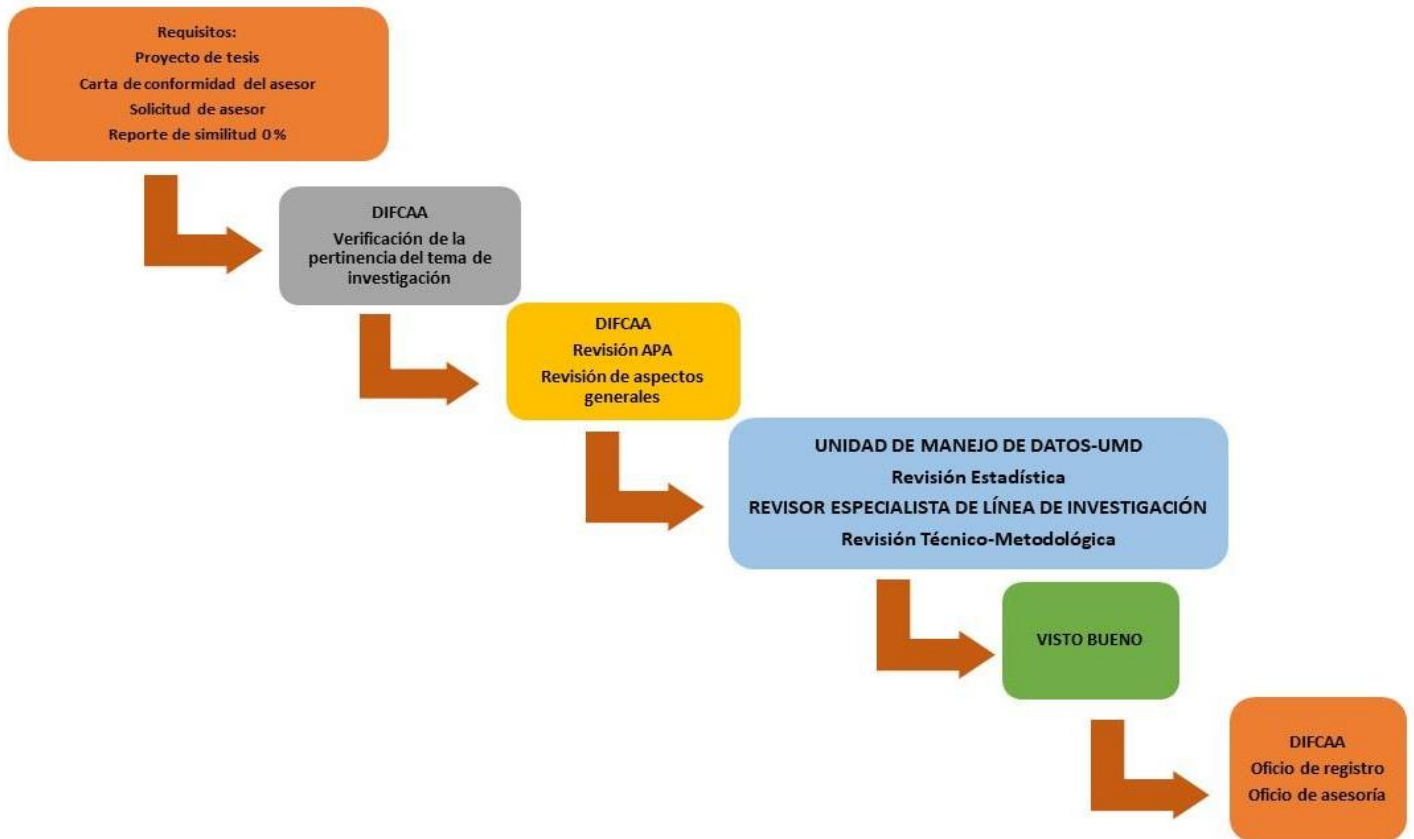 Requisitos:
Proyecto de tesis
Carta de conformidad del asesor
Solicitud de asesor
Reporte de similitud 0 %
DIFCAA
Verificación de la
pertinencia del tema de
investigación
DIFCAA
Revisión APA
Revisión de aspectos
generales
UNIDAD DE MANEJO DE DATOS-UMD
Revisión Estadística
REVISOR ESPECIALISTA DE LÍNEA DE INVESTIGACIÓN
Revisión Técnico-Metodológica
VISTO BUENO
DIFCAA
Oficio de registro
Oficio de asesoría